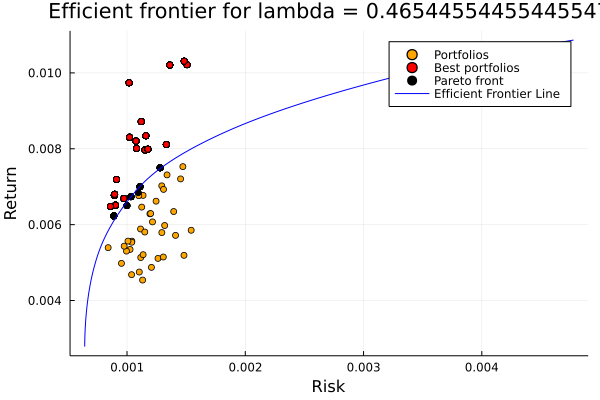 Efficient frontier for lambda = 0.4654455445544554
0.010
0.008
0.006
0.004
Return
Portfolios
Best portfolios
Pareto front
Efficient Frontier Line
0.001
0.002
0.003
0.004
Risk